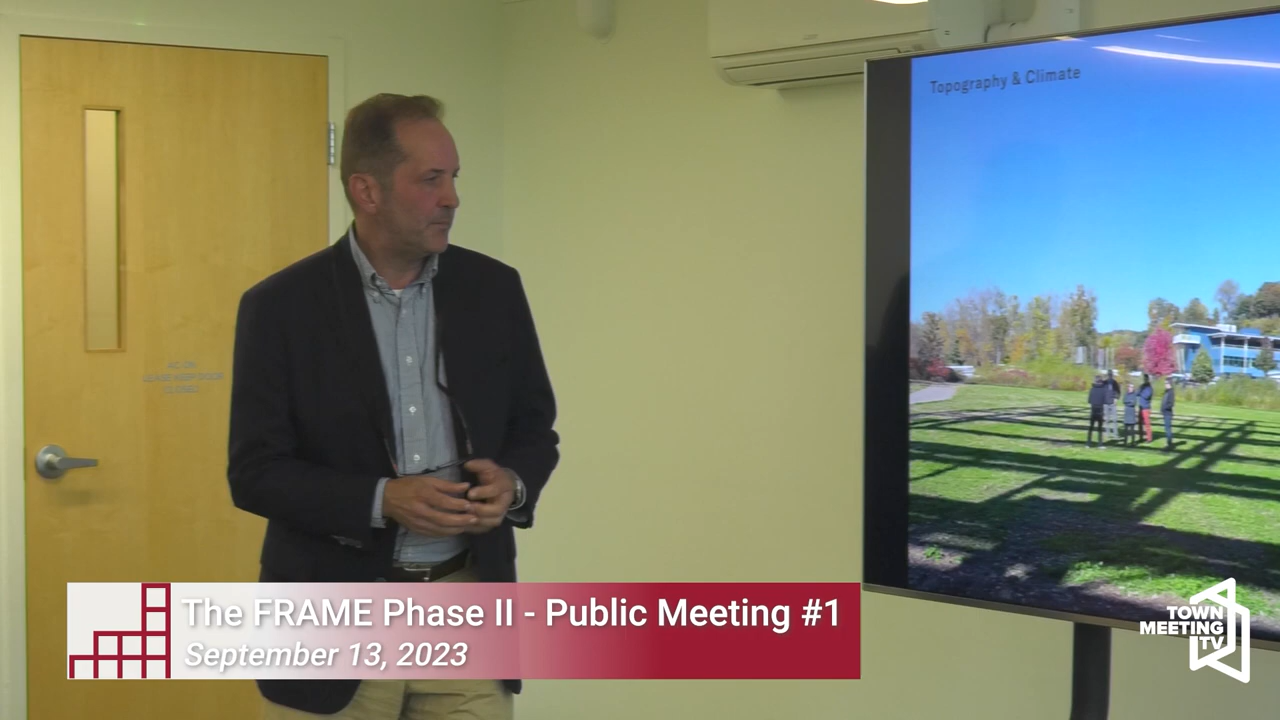 Topography & Climate
The FRAME Phase II - Public Meeting #1
September 13, 2023
TOWN
MEETING
TV